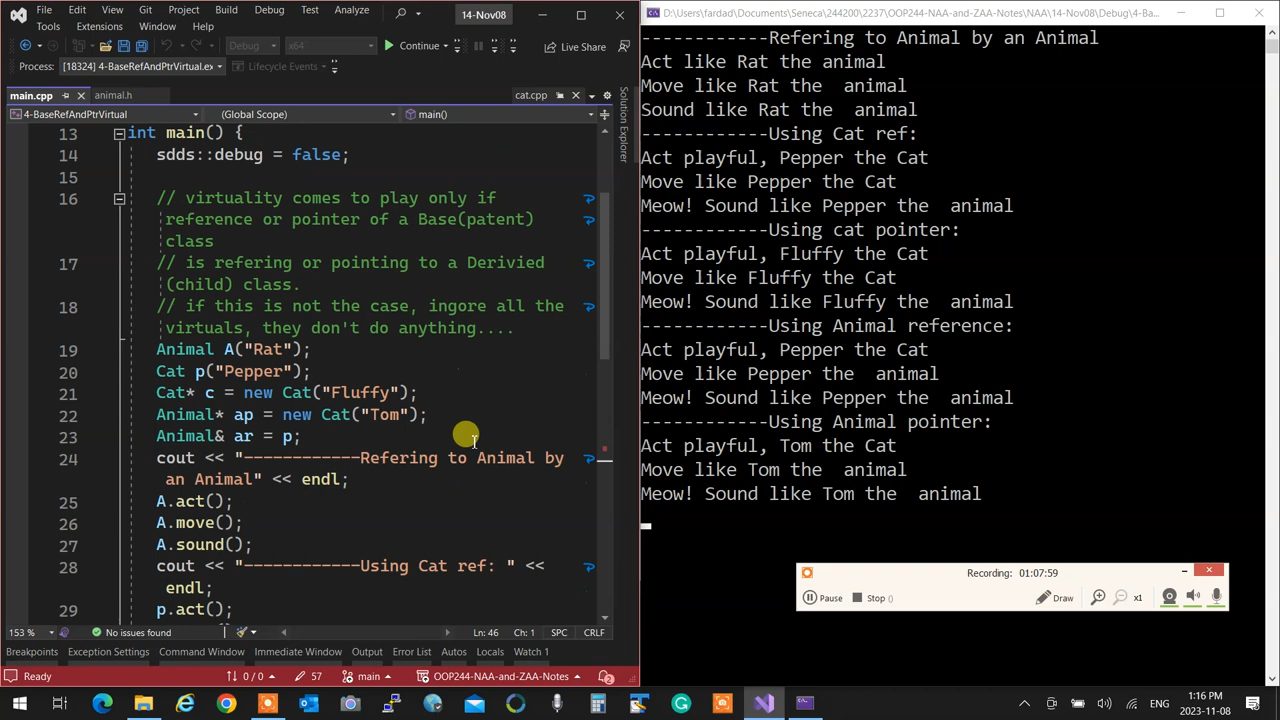 File Edit View Git Project Build Debug Test Analyze
Tools Extensions Window Help
14-Nov08
Debug x64 Continue Live Share
Process: [18324] 4-BaseRefAndPtrVirtual.ex Lifecycle Events
main.cpp animal.h cat.cpp
4-BaseRefAndPtrVirtual (Global Scope) main()
Solution Explorer
13 int main() {
14 sdds::debug = false;
15
16 // virtuality comes to play only if
reference or pointer of a Base(patent)
class
17 // is refering or pointing to a Derivied
(child) class.
18 // if this is not the case, ingore all the
virtuals, they don't do anything....
19 Animal A("Rat");
20 Cat p("Pepper");
21 Cat* c = new Cat("Fluffy");
22 Animal* ap = new Cat("Tom");
23 Animal& ar = p;
24 cout << "------------Refering to Animal by
an Animal" << endl;
25 A.act();
26 A.move();
27 A.sound();
28 cout << "------------Using Cat ref: " <<
endl;
29 p.act();
153 % No issues found Ln: 46 Ch: 1 SPC CRLF
Breakpoints Exception Settings Command Window Immediate Window Output Error List Autos Locals Watch 1
Ready 0 / 0 57 main OOP244-NAA-and-ZAA-Notes 2
D:\Users\fardad\Documents\Seneca\244200\2237\OOP244-NAA-and-ZAA-Notes\NAA\14-Nov08\Debug\4-Ba...
------------Refering to Animal by an Animal
Act like Rat the animal
Move like Rat the  animal
Sound like Rat the  animal
------------Using Cat ref:
Act playful, Pepper the Cat
Move like Pepper the Cat
Meow! Sound like Pepper the  animal
------------Using cat pointer:
Act playful, Fluffy the Cat
Move like Fluffy the Cat
Meow! Sound like Fluffy the  animal
------------Using Animal reference:
Act playful, Pepper the Cat
Move like Pepper the  animal
Meow! Sound like Pepper the  animal
------------Using Animal pointer:
Act playful, Tom the Cat
Move like Tom the  animal
Meow! Sound like Tom the  animal
Recording: 01:07:59
Pause Stop () Draw x1
ENG 1:16 PM
2023-11-08